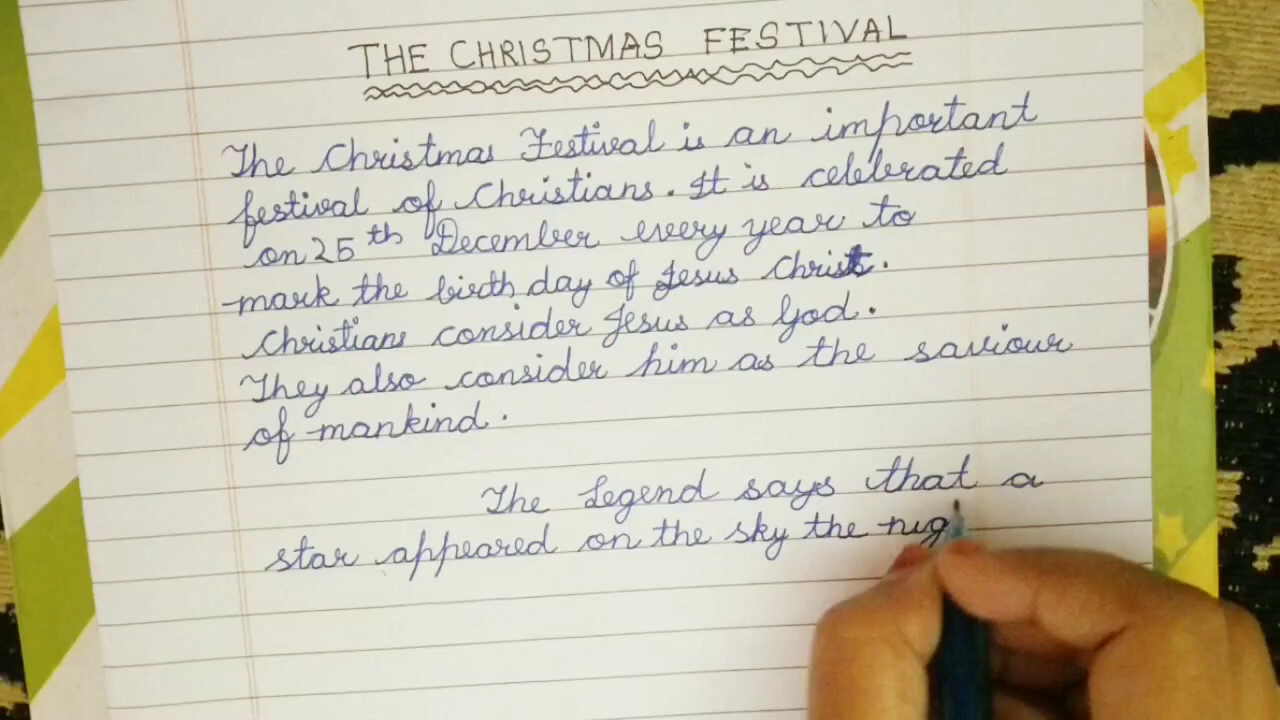 THE CHRISTMAS FESTIVAL
The Christmas Festival is an important
festival of Christians. It is celebrated
on 25th December every year to
mark the birth day of Jesus Christ.
Christians consider Jesus as God.
They also consider him as the saviour
of mankind.
The Legend says that a
star appeared on the sky the nig